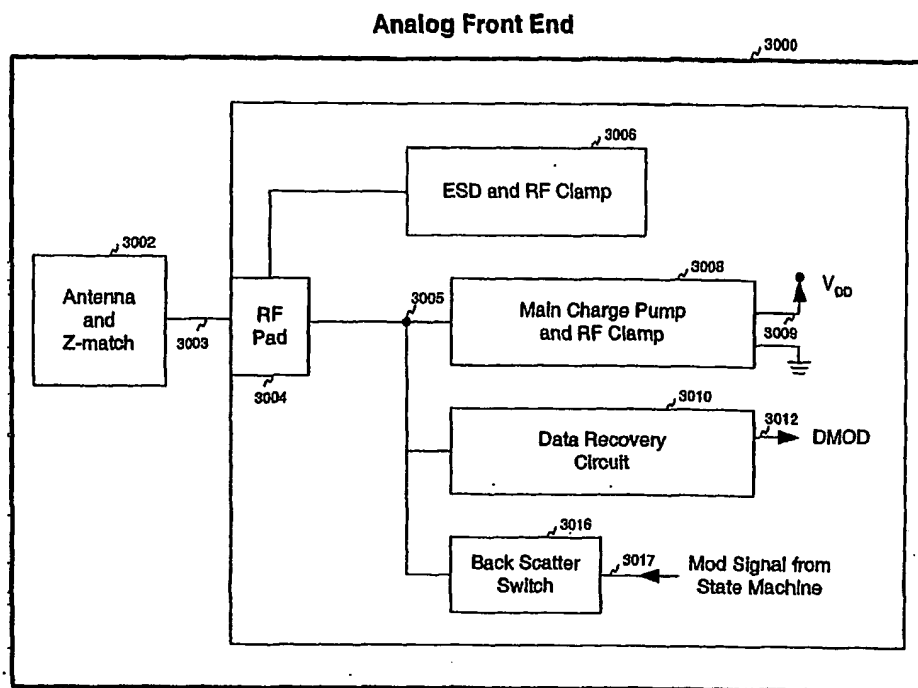 Analog Front End
3000
3006
ESD and RF Clamp
3002
Antenna
and
Z-match
3003
RF
Pad
3004
3005
3008
Main Charge Pump
and RF Clamp
V_DD
3009
3010
Data Recovery
Circuit
3012
DMOD
3016
Back Scatter
Switch
3017
Mod Signal from
State Machine